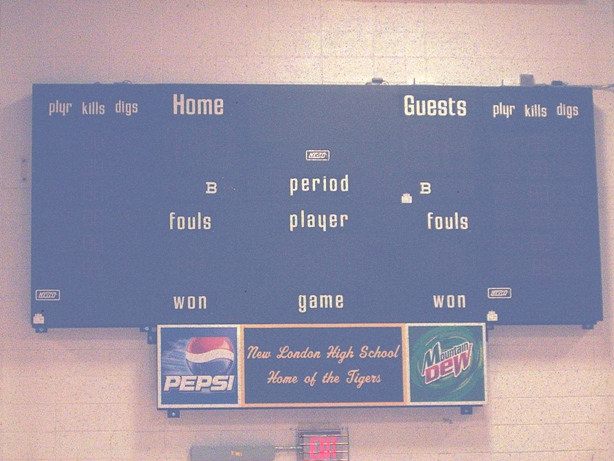 plyr kills digs
Home
Guests
plyr kills digs
B
period
B
fouls
player
fouls
won
game
won
PEPSI
New London High School
Home of the Tigers
Mountain
Dew